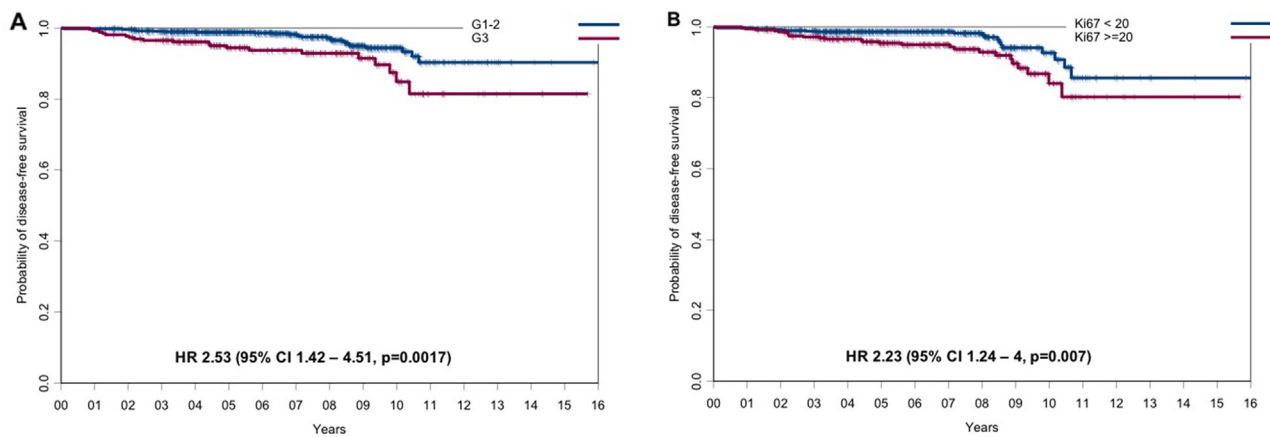 A
G1-2
G3
Probability of disease-free survival
1.0
0.8
0.6
0.4
0.2
0.0
HR 2.53 (95% CI 1.42 – 4.51, p=0.0017)
00 01 02 03 04 05 06 07 08 09 10 11 12 13 14 15 16
Years
B
Ki67 < 20
Ki67 >=20
Probability of disease-free survival
1.0
0.8
0.6
0.4
0.2
0.0
HR 2.23 (95% CI 1.24 – 4, p=0.007)
00 01 02 03 04 05 06 07 08 09 10 11 12 13 14 15 16
Years